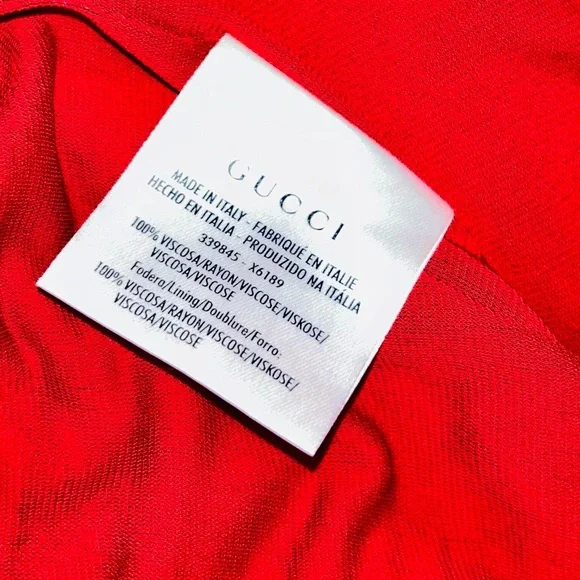 GUCCI
MADE IN ITALY - FABRIQUÉ EN ITALIE
HECHO EN ITALIA - PRODUZIDO NA ITÁLIA
339845 - X6189
100% VISCOSA/RAYON/VISCOSE/VISKOSE/
VISCOSA/VISCOSE
Fodera/Lining/Doublure/Forro:
100% VISCOSA/RAYON/VISCOSE/VISKOSE/
VISCOSA/VISCOSE